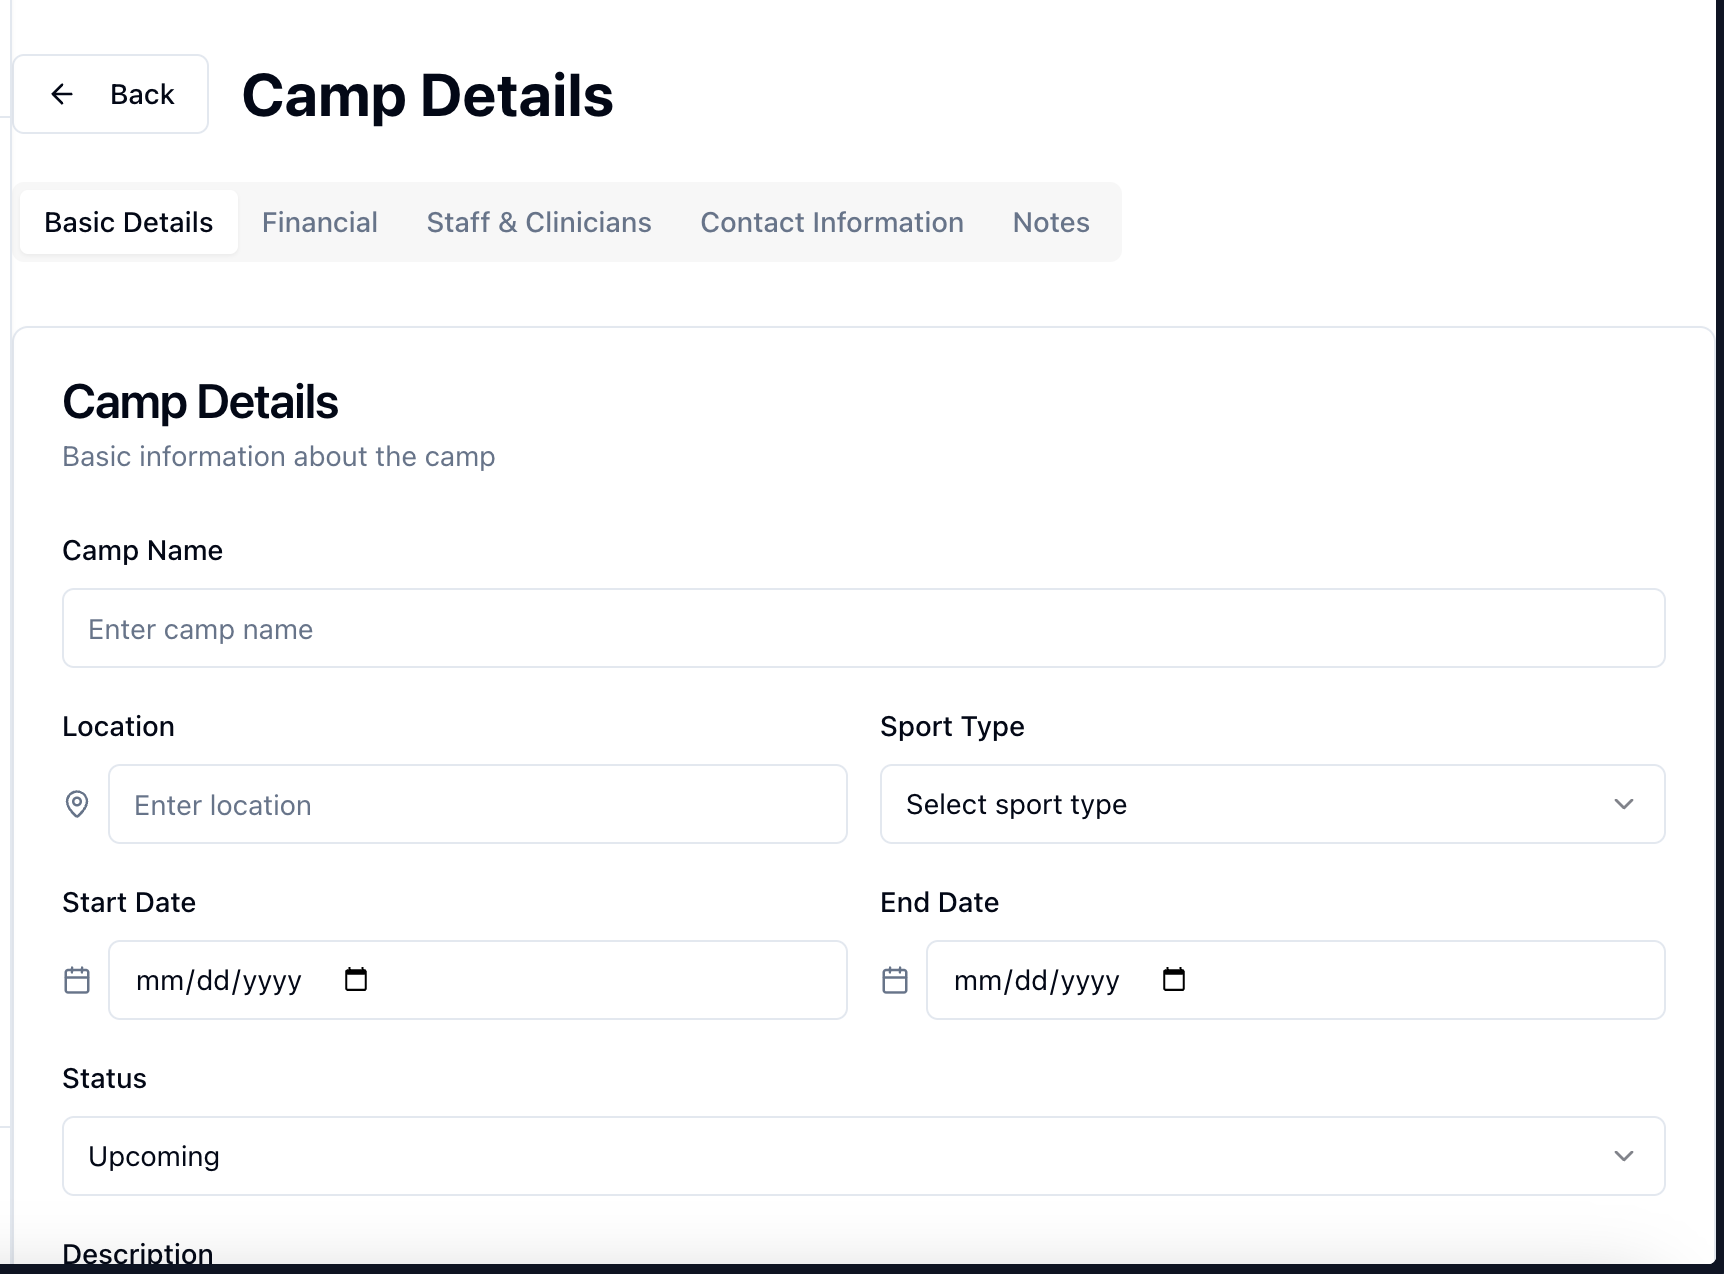 Back
Camp Details
Basic Details Financial Staff & Clinicians Contact Information Notes
Camp Details
Basic information about the camp
Camp Name
Enter camp name
Location Sport Type
Enter location Select sport type
Start Date End Date
mm/dd/yyyy mm/dd/yyyy
Status
Upcoming
Description